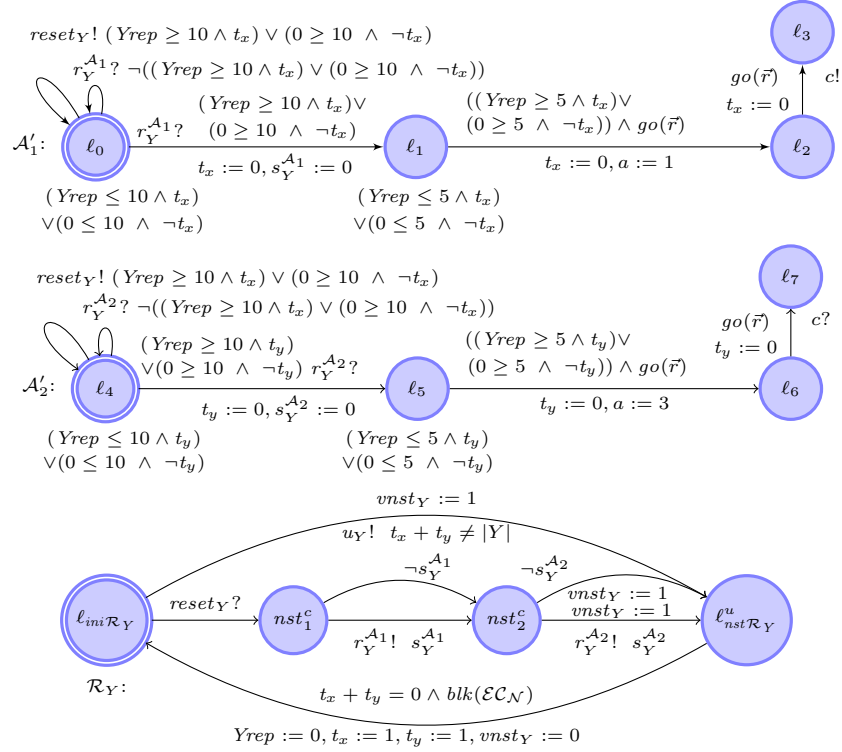 reset_Y! (Yrep ≥ 10 ∧ t_x) ∨ (0 ≥ 10 ∧ ¬t_x)
r_Y^{𝒜_1}? ¬((Yrep ≥ 10 ∧ t_x) ∨ (0 ≥ 10 ∧ ¬t_x))
ℓ_3
go(r⃗) c!
t_x := 0
𝒜′_1:
ℓ_0
r_Y^{𝒜_1}?
(Yrep ≥ 10 ∧ t_x)∨
(0 ≥ 10 ∧ ¬t_x)
t_x := 0, s_Y^{𝒜_1} := 0
ℓ_1
((Yrep ≥ 5 ∧ t_x)∨
(0 ≥ 5 ∧ ¬t_x)) ∧ go(r⃗)
t_x := 0, a := 1
ℓ_2
(Yrep ≤ 10 ∧ t_x)
∨(0 ≤ 10 ∧ ¬t_x)
(Yrep ≤ 5 ∧ t_x)
∨(0 ≤ 5 ∧ ¬t_x)
reset_Y! (Yrep ≥ 10 ∧ t_x) ∨ (0 ≥ 10 ∧ ¬t_x)
r_Y^{𝒜_2}? ¬((Yrep ≥ 10 ∧ t_x) ∨ (0 ≥ 10 ∧ ¬t_x))
ℓ_7
go(r⃗) c?
t_y := 0
𝒜′_2:
ℓ_4
(Yrep ≥ 10 ∧ t_y)
∨(0 ≥ 10 ∧ ¬t_y) r_Y^{𝒜_2}?
t_y := 0, s_Y^{𝒜_2} := 0
ℓ_5
((Yrep ≥ 5 ∧ t_y)∨
(0 ≥ 5 ∧ ¬t_y)) ∧ go(r⃗)
t_y := 0, a := 3
ℓ_6
(Yrep ≤ 10 ∧ t_y)
∨(0 ≤ 10 ∧ ¬t_y)
(Yrep ≤ 5 ∧ t_y)
∨(0 ≤ 5 ∧ ¬t_y)
vnst_Y := 1
u_Y! t_x + t_y ≠ |Y|
ℓ_{ini ℛ_Y}
reset_Y?
nst_1^c
¬s_Y^{𝒜_1}
r_Y^{𝒜_1}! s_Y^{𝒜_1}
nst_2^c
¬s_Y^{𝒜_2}
vnst_Y := 1
vnst_Y := 1
r_Y^{𝒜_2}! s_Y^{𝒜_2}
ℓ^u_{nst ℛ_Y}
ℛ_Y:
t_x + t_y = 0 ∧ blk(ℰ𝒞_𝒩)
Yrep := 0, t_x := 1, t_y := 1, vnst_Y := 0